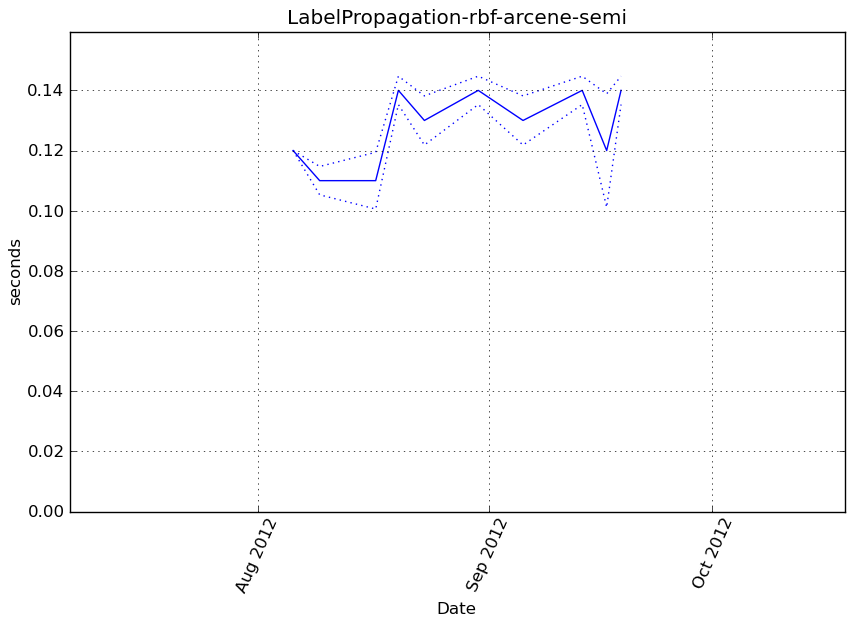 LabelPropagation-rbf-arcene-semi
0.14
0.12
0.10
0.08
0.06
0.04
0.02
0.00
seconds
Aug 2012
Sep 2012
Oct 2012
Date